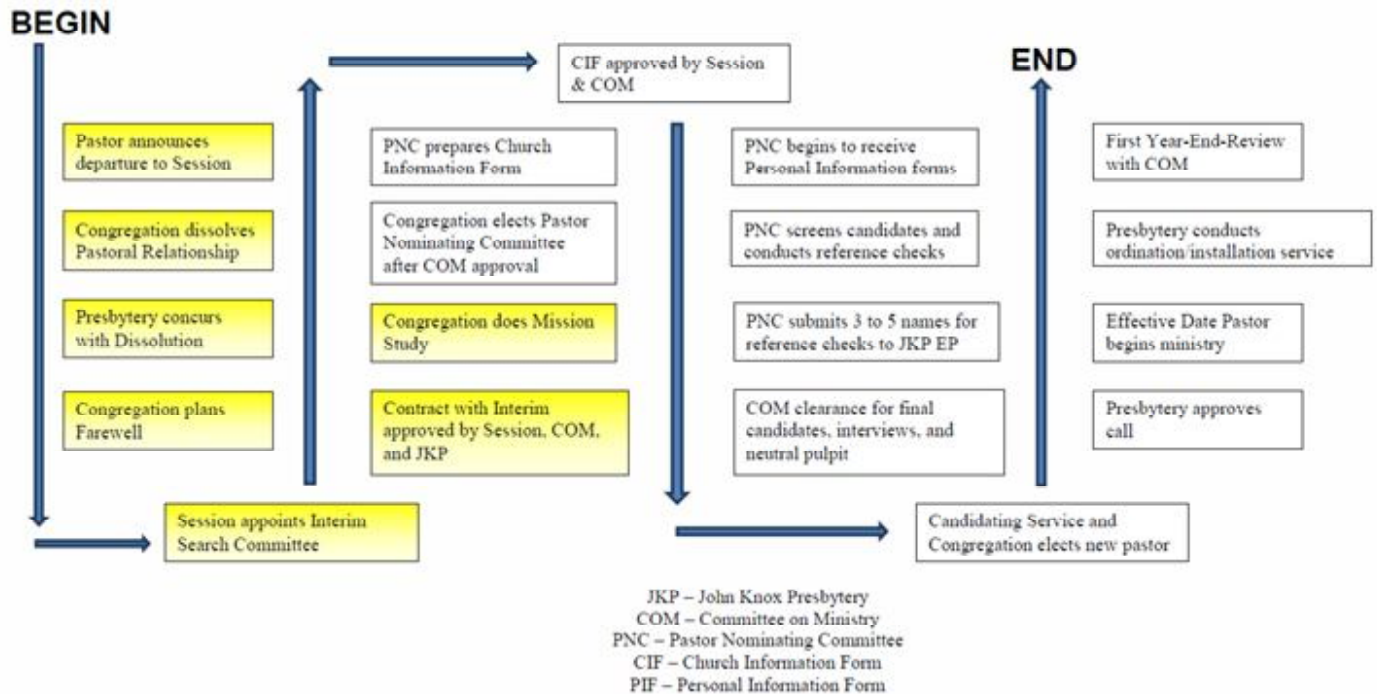 BEGIN
Pastor announces
departure to Session
Congregation dissolves
Pastoral Relationship
Presbytery concurs
with Dissolution
Congregation plans
Farewell
Session appoints Interim
Search Committee
Contract with Interim
approved by Session, COM,
and JKP
Congregation does Mission
Study
Congregation elects Pastor
Nominating Committee
after COM approval
PNC prepares Church
Information Form
CIF approved by Session
& COM
PNC begins to receive
Personal Information forms
PNC screens candidates and
conducts reference checks
PNC submits 3 to 5 names for
reference checks to JKP EP
COM clearance for final
candidates, interviews, and
neutral pulpit
Candidating Service and
Congregation elects new pastor
Presbytery approves
call
Effective Date Pastor
begins ministry
Presbytery conducts
ordination/installation service
First Year-End-Review
with COM
END
JKP – John Knox Presbytery
COM – Committee on Ministry
PNC – Pastor Nominating Committee
CIF – Church Information Form
PIF – Personal Information Form